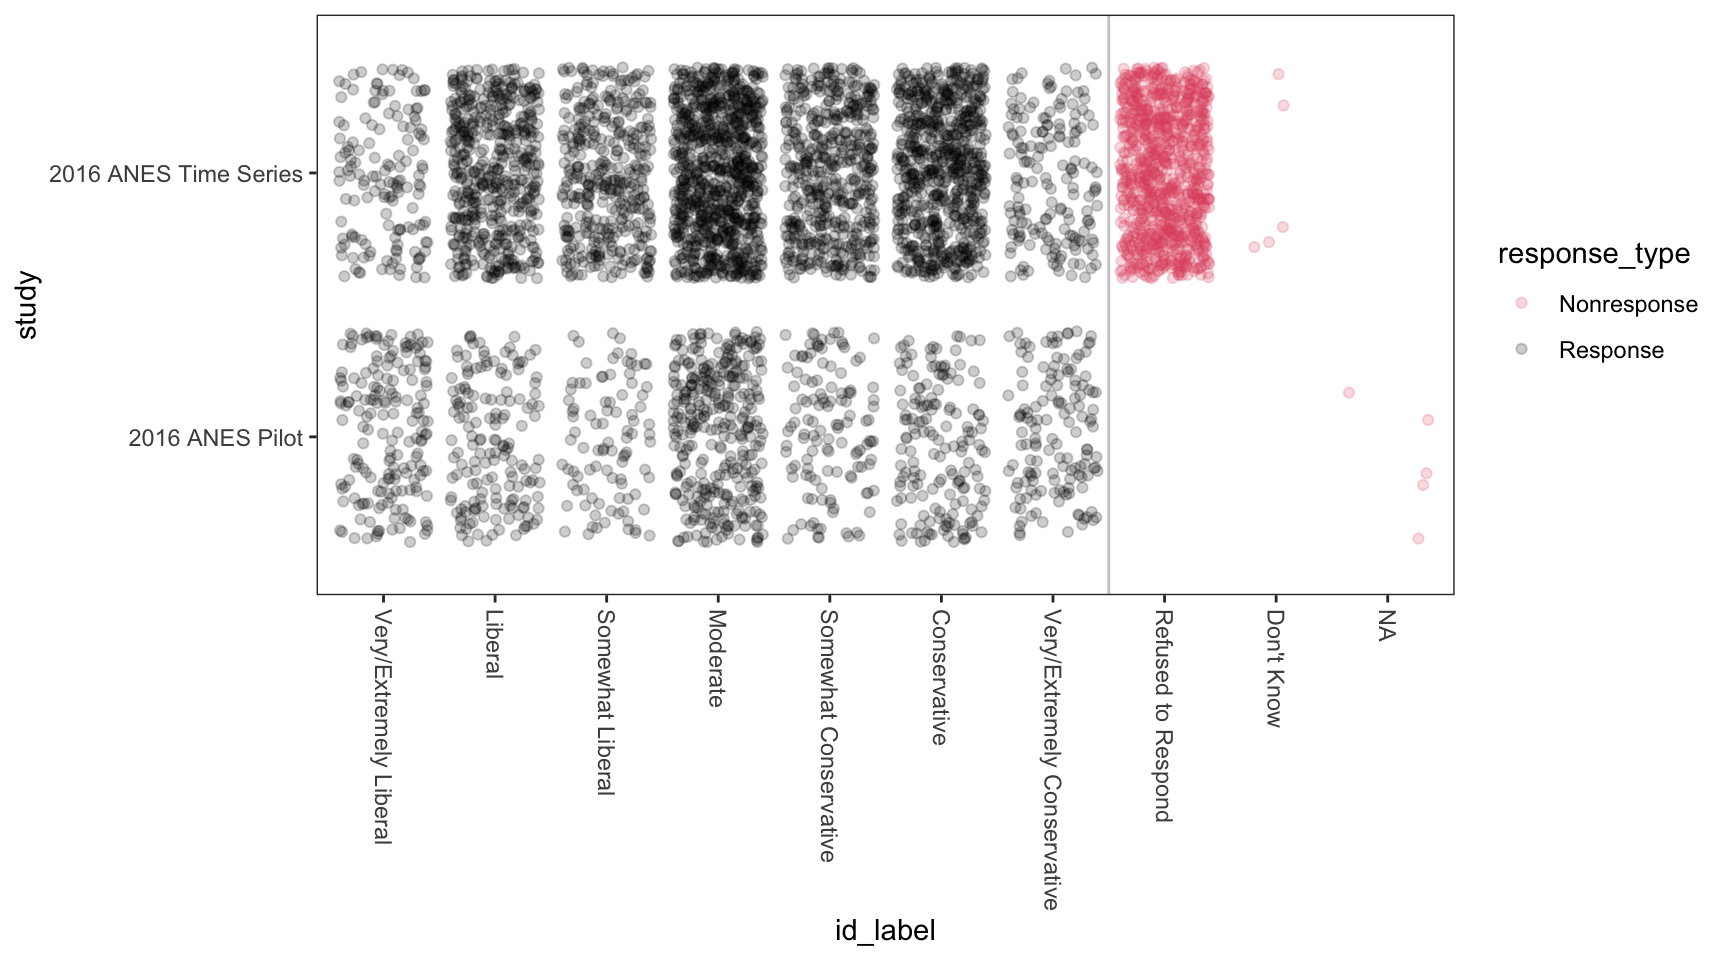 study
2016 ANES Time Series
2016 ANES Pilot
Very/Extremely Liberal
Liberal
Somewhat Liberal
Moderate
Somewhat Conservative
Conservative
Very/Extremely Conservative
Refused to Respond
Don't Know
NA
id_label
response_type
Nonresponse
Response